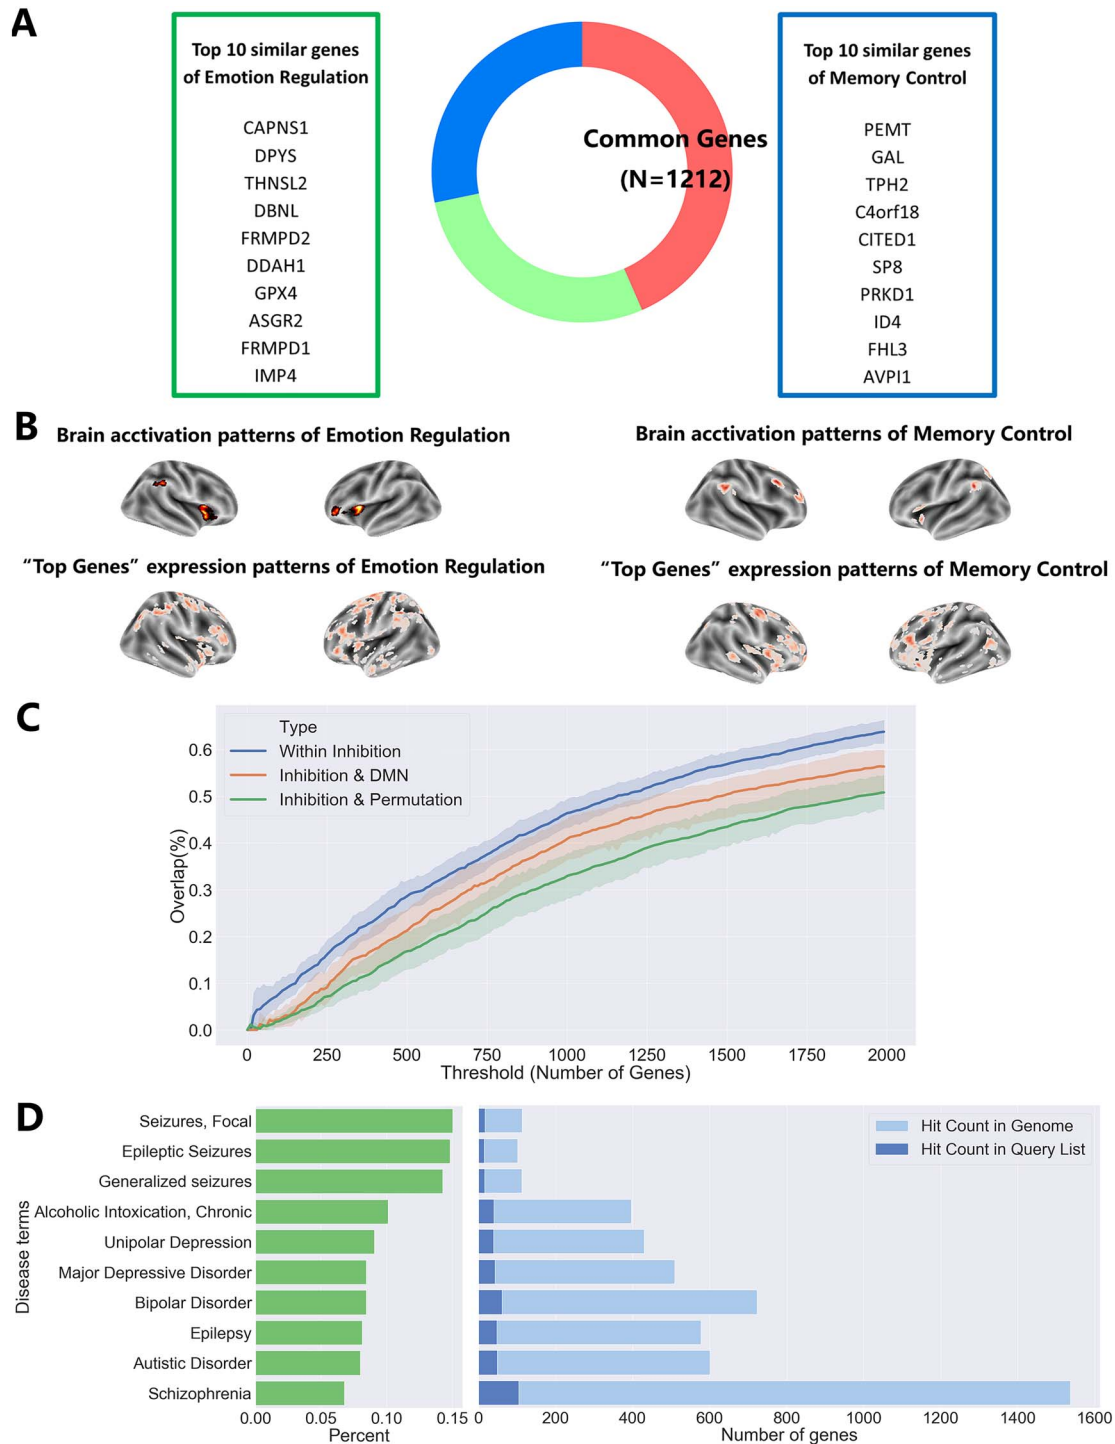 A
Top 10 similar genes
of Emotion Regulation
CAPNS1
DPYS
THNSL2
DBNL
FRMPD2
DDAH1
GPX4
ASGR2
FRMPD1
IMP4
Common Genes
(N=1212)
Top 10 similar genes
of Memory Control
PEMT
GAL
TPH2
C4orf18
CITED1
SP8
PRKD1
ID4
FHL3
AVPI1
B
Brain acctivation patterns of Emotion Regulation
Brain acctivation patterns of Memory Control
“Top Genes” expression patterns of Emotion Regulation
“Top Genes” expression patterns of Memory Control
C
Type
Within Inhibition
Inhibition & DMN
Inhibition & Permutation
Overlap(%)
0.6
0.5
0.4
0.3
0.2
0.1
0.0
0 250 500 750 1000 1250 1500 1750 2000
Threshold (Number of Genes)
D
Disease terms
Seizures, Focal
Epileptic Seizures
Generalized seizures
Alcoholic Intoxication, Chronic
Unipolar Depression
Major Depressive Disorder
Bipolar Disorder
Epilepsy
Autistic Disorder
Schizophrenia
0.00 0.05 0.10 0.15
Percent
Hit Count in Genome
Hit Count in Query List
0 200 400 600 800 1000 1200 1400 1600
Number of genes